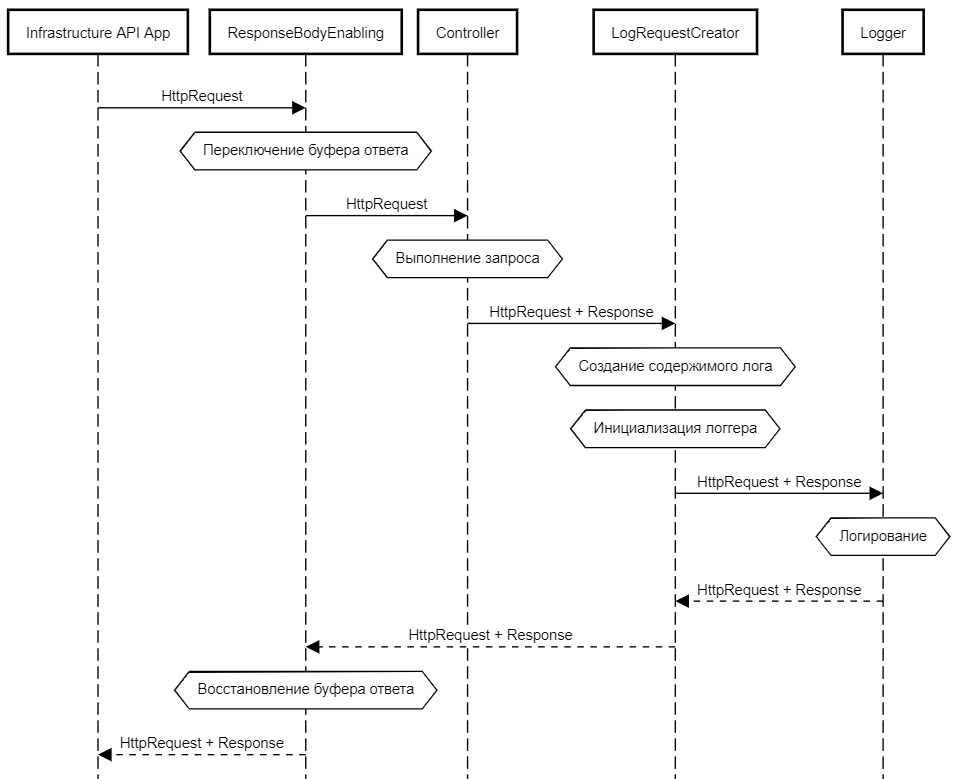 Infrastructure API App
ResponseBodyEnabling
Controller
LogRequestCreator
Logger
HttpRequest
Переключение буфера ответа
HttpRequest
Выполнение запроса
HttpRequest + Response
Создание содержимого лога
Инициализация логгера
HttpRequest + Response
Логирование
HttpRequest + Response
HttpRequest + Response
Восстановление буфера ответа
HttpRequest + Response